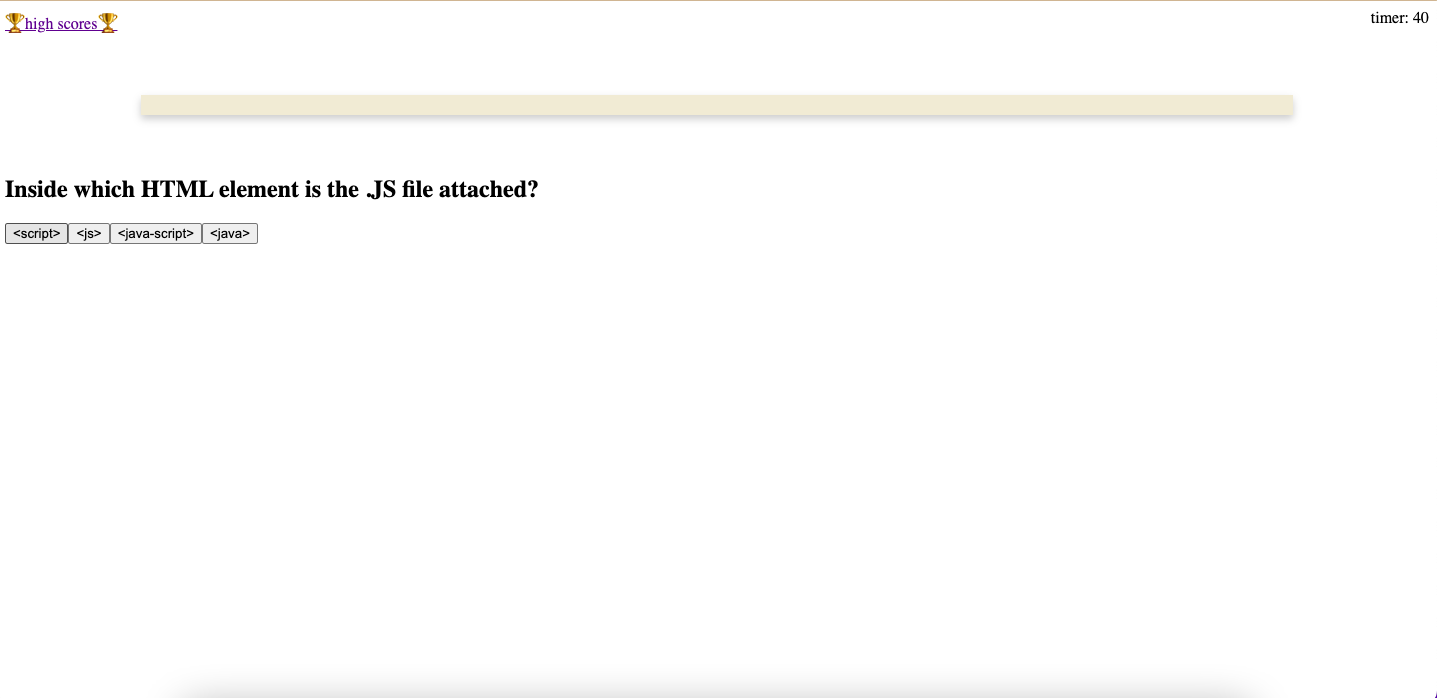 🏆high scores🏆
timer: 40
Inside which HTML element is the .JS file attached?
<script> <js> <java-script> <java>